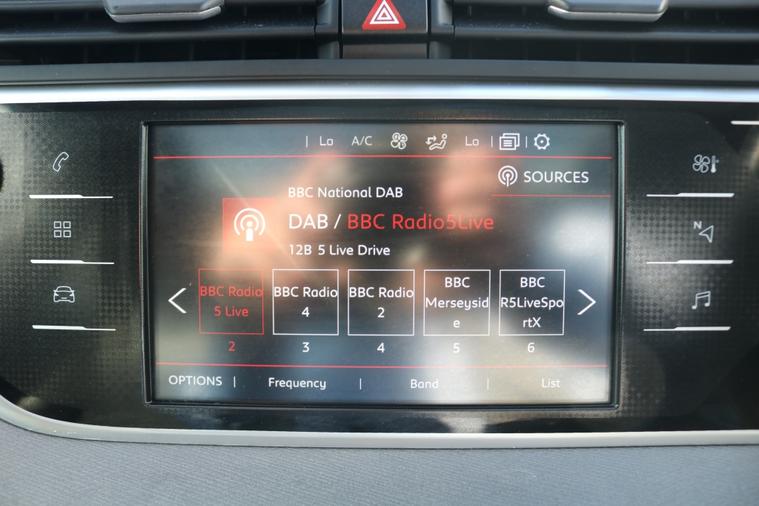 Lo A/C Lo
SOURCES
BBC National DAB
DAB / BBC Radio5Live
12B 5 Live Drive
BBC Radio
5 Live
BBC Radio
4
BBC Radio
2
BBC
Merseysid
e
BBC
R5LiveSpo
rtX
2 3 4 5 6
OPTIONS | Frequency | Band | List
N